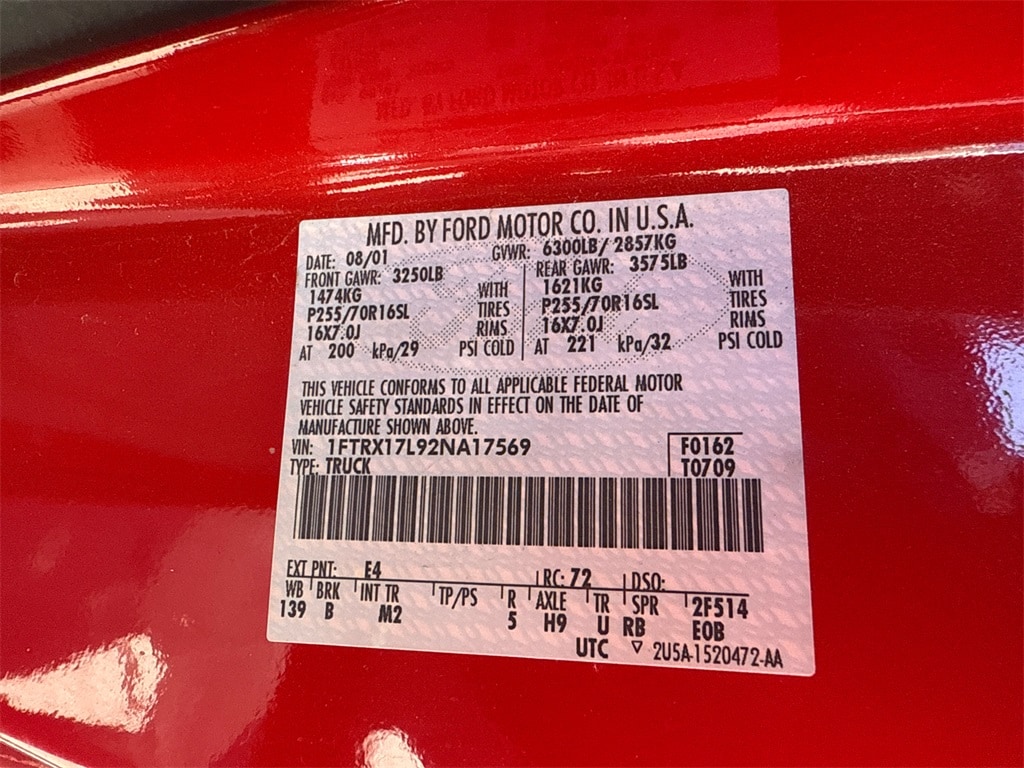 MFD. BY FORD MOTOR CO. IN U.S.A.
DATE: 08/01 GVWR: 6300LB/ 2857KG
FRONT GAWR: 3250LB REAR GAWR: 3575LB
1474KG WITH 1621KG WITH
P255/70R16SL TIRES P255/70R16SL TIRES
16X7.0J RIMS 16X7.0J RIMS
AT 200 kPa/29 PSI COLD AT 221 kPa/32 PSI COLD
THIS VEHICLE CONFORMS TO ALL APPLICABLE FEDERAL MOTOR
VEHICLE SAFETY STANDARDS IN EFFECT ON THE DATE OF
MANUFACTURE SHOWN ABOVE.
VIN: 1FTRX17L92NA17569 F0162
TYPE: TRUCK T0709
EXT PNT: E4 RC: 72 DSO:
WB BRK INT TR TP/PS R AXLE TR SPR 2F514
139 B M2 5 H9 U RB EOB
UTC ▽ 2U5A-1520472-AA